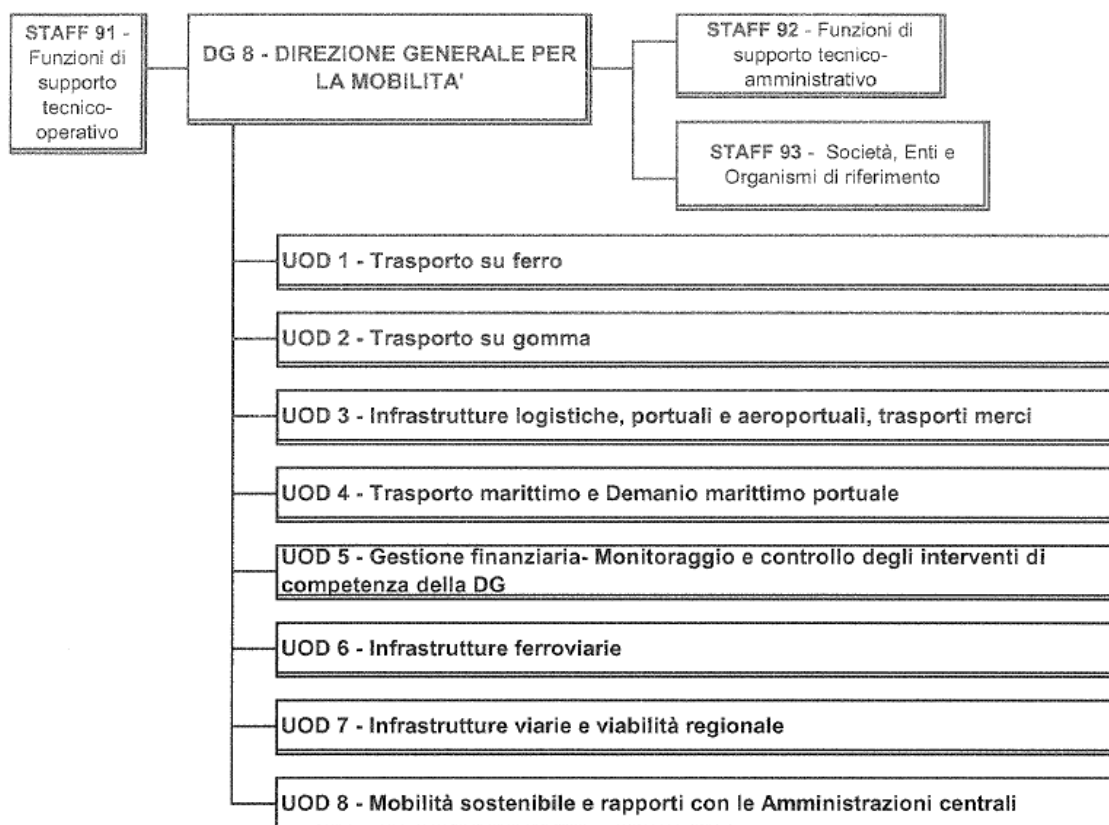 STAFF 91 -
Funzioni di
supporto
tecnico-
operativo
DG 8 - DIREZIONE GENERALE PER
LA MOBILITA'
STAFF 92 - Funzioni di
supporto tecnico-
amministrativo
STAFF 93 - Società, Enti e
Organismi di riferimento
UOD 1 - Trasporto su ferro
UOD 2 - Trasporto su gomma
UOD 3 - Infrastrutture logistiche, portuali e aeroportuali, trasporti merci
UOD 4 - Trasporto marittimo e Demanio marittimo portuale
UOD 5 - Gestione finanziaria- Monitoraggio e controllo degli interventi di
competenza della DG
UOD 6 - Infrastrutture ferroviarie
UOD 7 - Infrastrutture viarie e viabilità regionale
UOD 8 - Mobilità sostenibile e rapporti con le Amministrazioni centrali